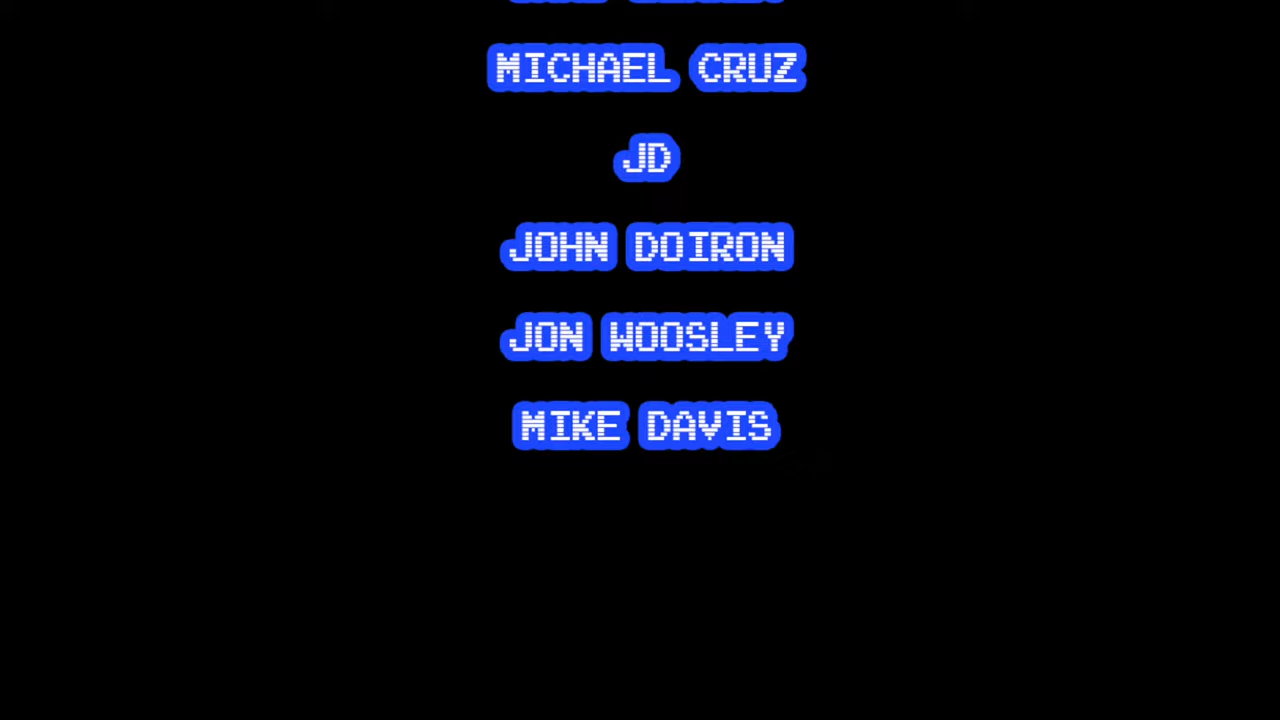 MICHAEL CRUZ
JD
JOHN DOIRON
JON WOOSLEY
MIKE DAVIS